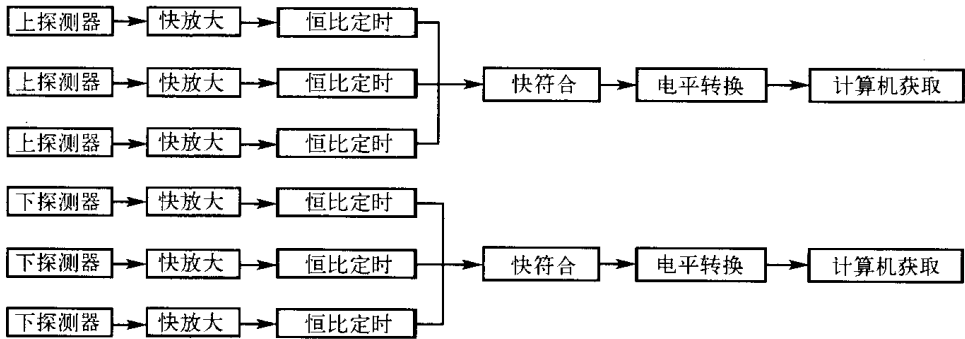 上探测器 快放大 恒比定时
上探测器 快放大 恒比定时 快符合 电平转换 计算机获取
上探测器 快放大 恒比定时
下探测器 快放大 恒比定时
下探测器 快放大 恒比定时 快符合 电平转换 计算机获取
下探测器 快放大 恒比定时